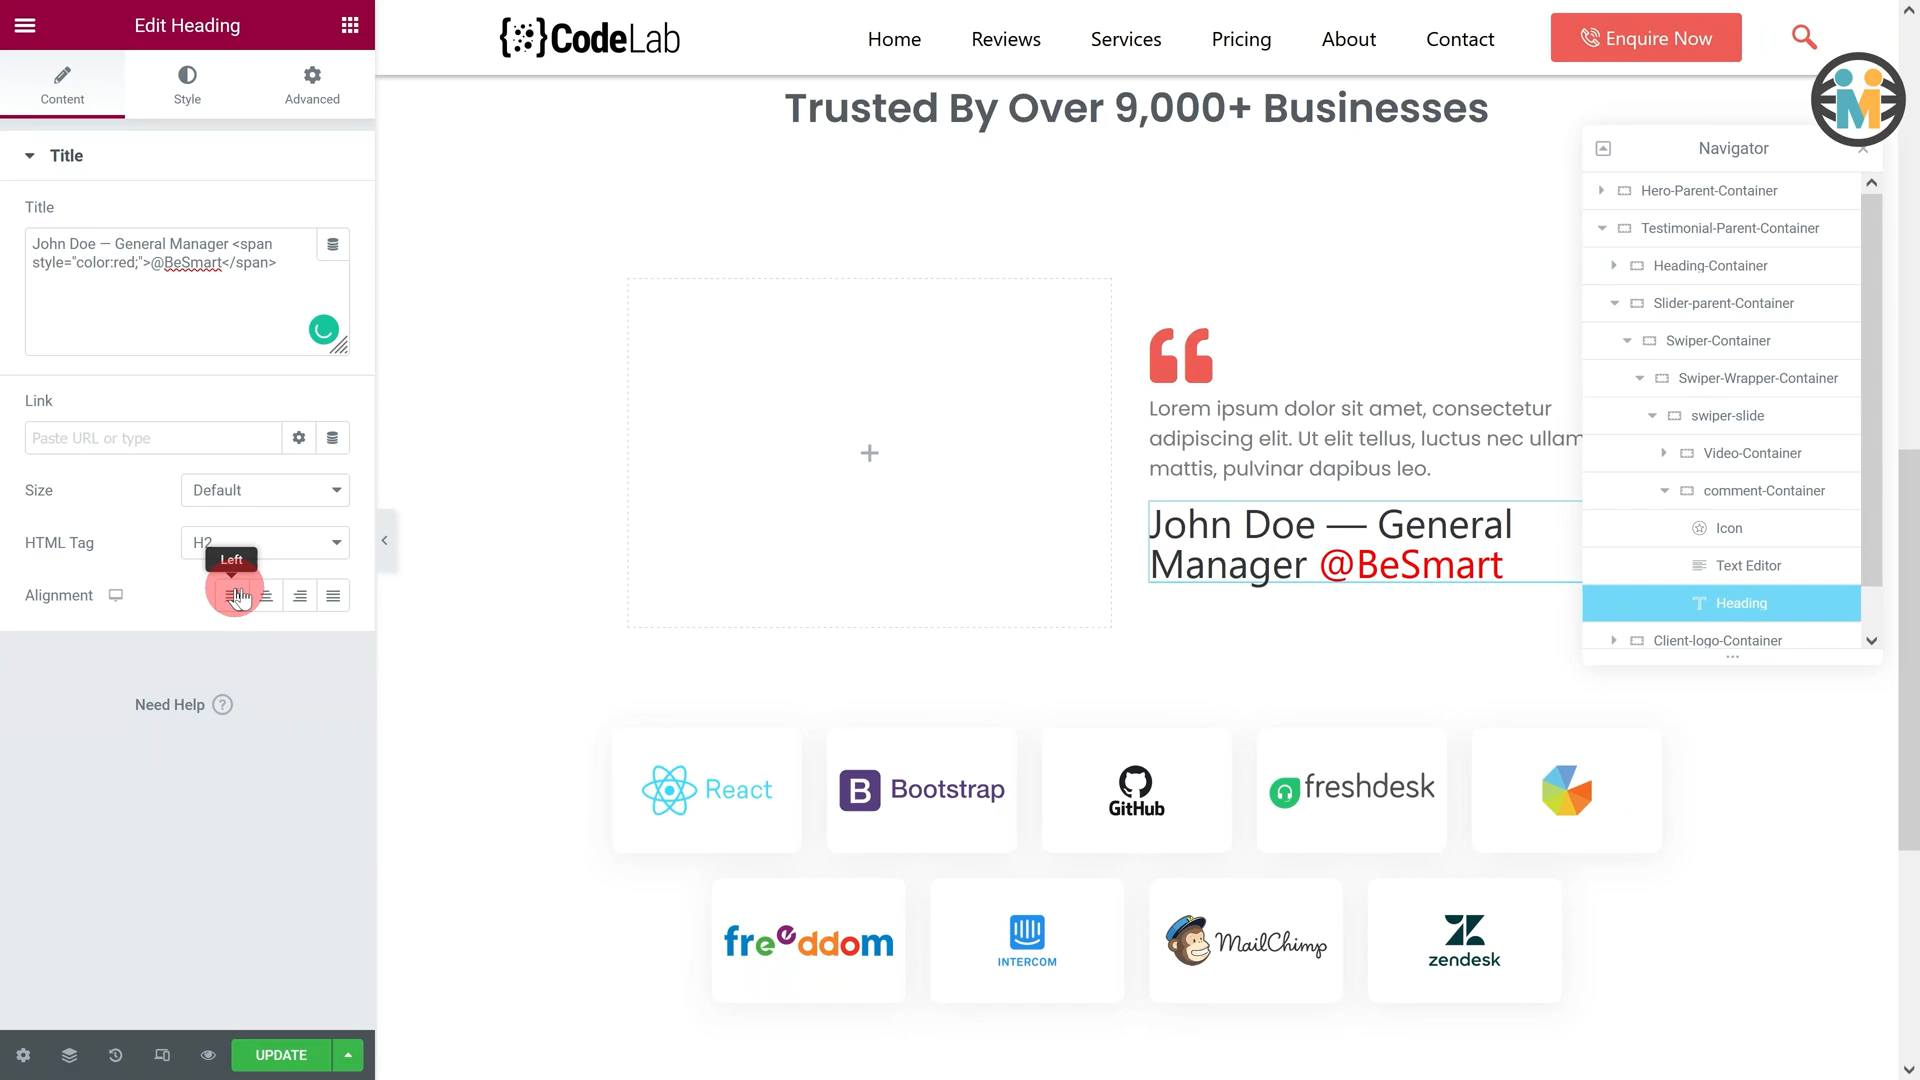 Edit Heading
Content
Style
Advanced
Title
Title
John Doe — General Manager <span
style="color:red;">@BeSmart</span>
Link
Paste URL or type
Size
Default
HTML Tag
H2
Left
Alignment
Need Help ?
UPDATE
{ }CodeLab
Home
Reviews
Services
Pricing
About
Contact
Enquire Now
M
Trusted By Over 9,000+ Businesses
Lorem ipsum dolor sit amet, consectetur
adipiscing elit. Ut elit tellus, luctus nec ullam
mattis, pulvinar dapibus leo.
John Doe — General
Manager @BeSmart
Navigator
Hero-Parent-Container
Testimonial-Parent-Container
Heading-Container
Slider-parent-Container
Swiper-Container
Swiper-Wrapper-Container
swiper-slide
Video-Container
comment-Container
Icon
Text Editor
Heading
Client-logo-Container
React
B Bootstrap
GitHub
freshdesk
freeddom
INTERCOM
MailChimp
zendesk